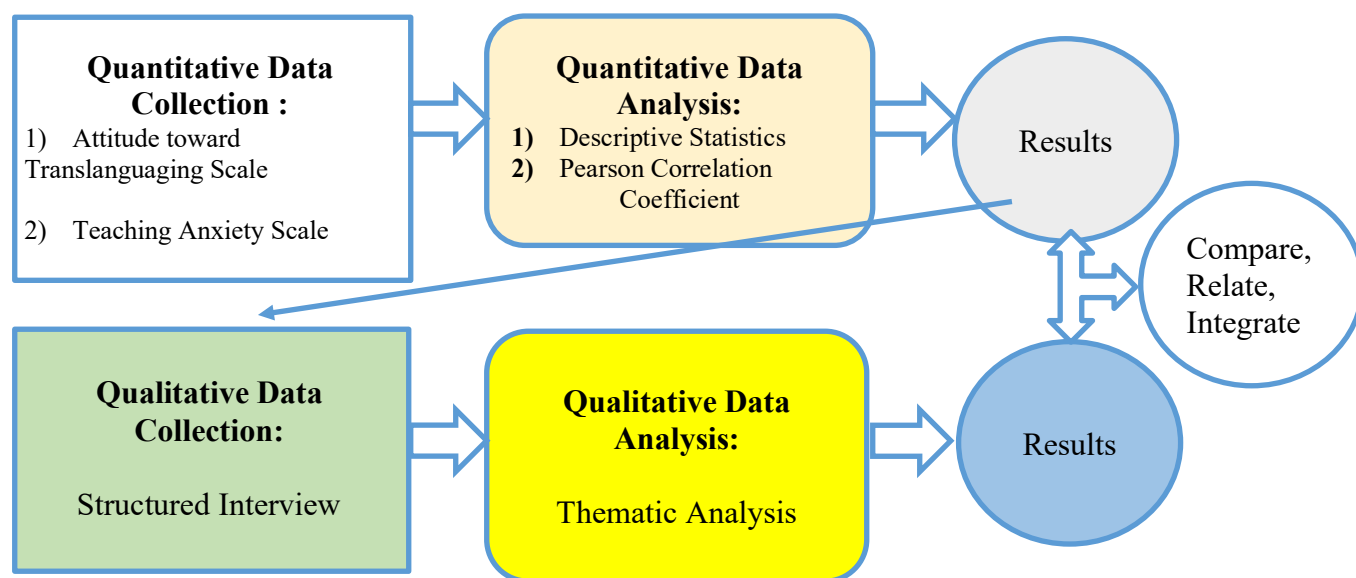 Quantitative Data
Collection :
1) Attitude toward
Translanguaging Scale
2) Teaching Anxiety Scale
Quantitative Data
Analysis:
1) Descriptive Statistics
2) Pearson Correlation
Coefficient
Results
Compare,
Relate,
Integrate
Qualitative Data
Collection:
Structured Interview
Qualitative Data
Analysis:
Thematic Analysis
Results